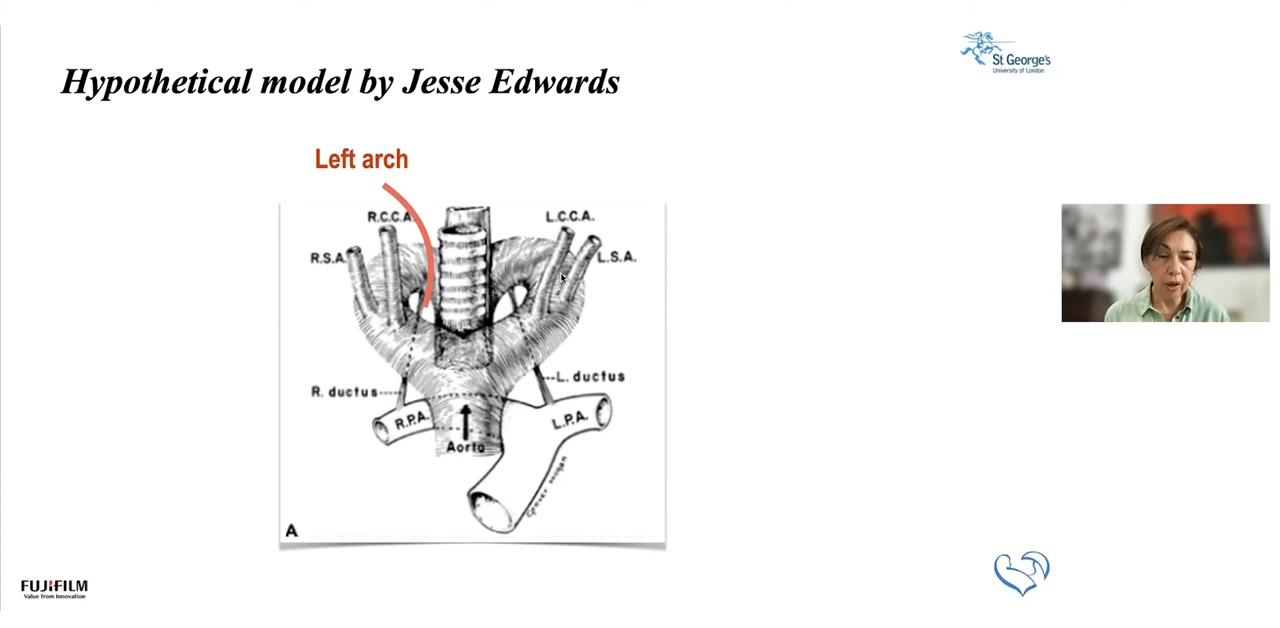 St George's
University of London
Hypothetical model by Jesse Edwards
Left arch
R.C.C.A.
L.C.C.A.
R.S.A.
L.S.A.
R. ductus
L. ductus
R.P.A.
L.P.A.
Aorta
A
FUJIFILM
Value from Innovation